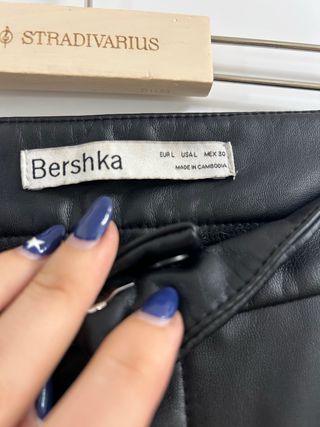 STRADIVARIUS
Bershka
EUR L USA L MEX 30
MADE IN CAMBODIA